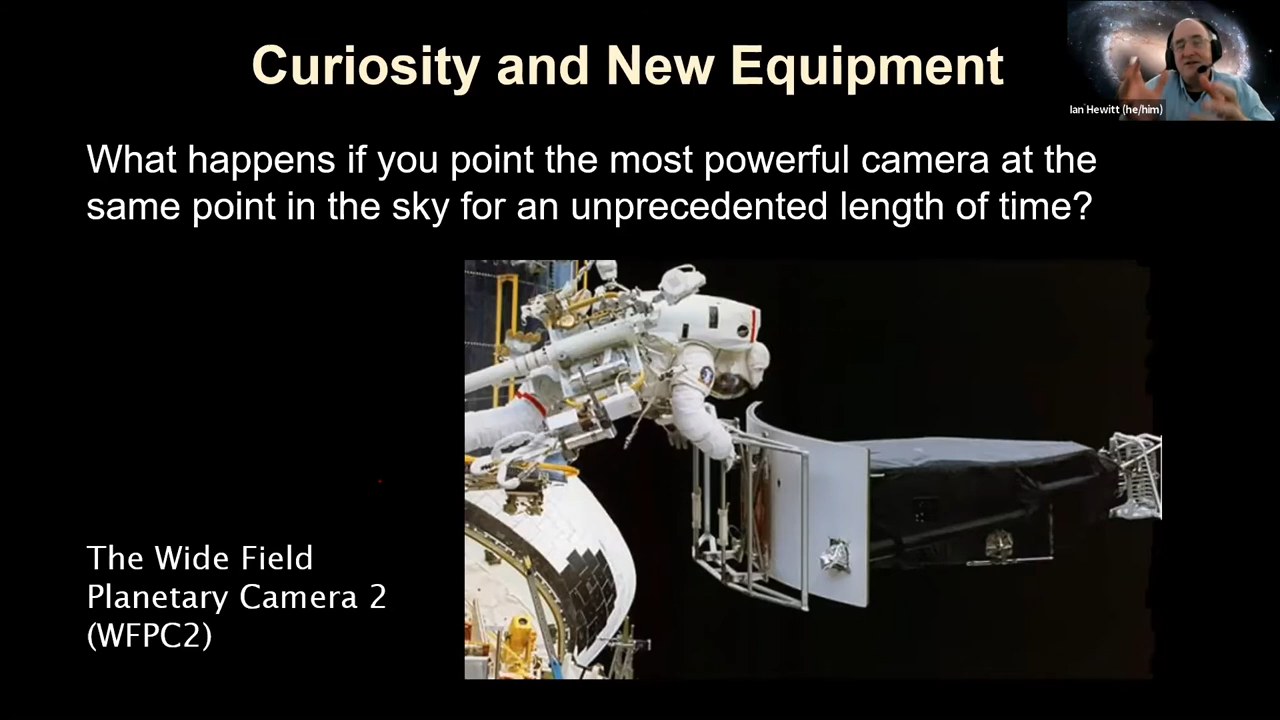 Curiosity and New Equipment
Ian Hewitt (he/him)
What happens if you point the most powerful camera at the
same point in the sky for an unprecedented length of time?
The Wide Field
Planetary Camera 2
(WFPC2)